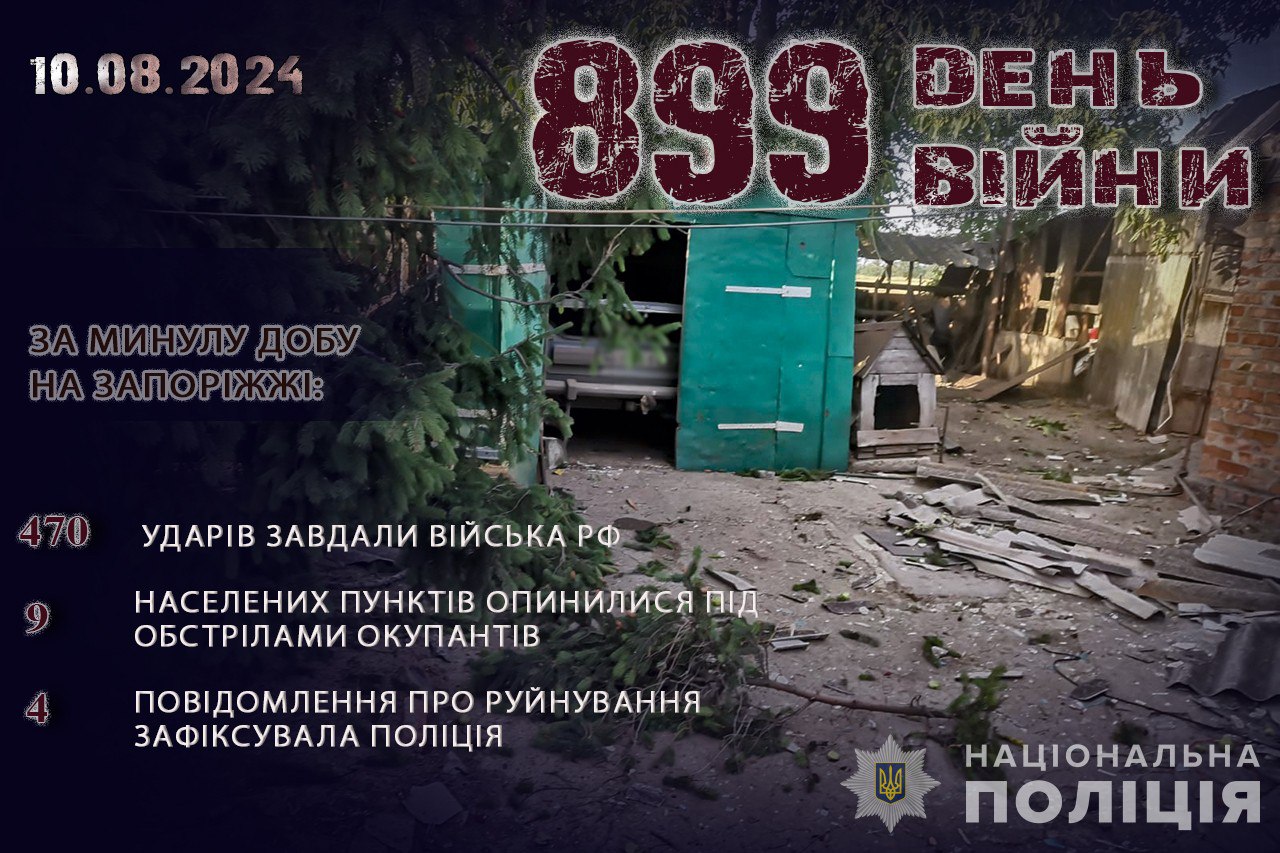 10.08.2024
899 ДЕНЬ
ВІЙНИ
ЗА МИНУЛУ ДОБУ
НА ЗАПОРІЖЖІ:
470 УДАРІВ ЗАВДАЛИ ВІЙСЬКА РФ
9 НАСЕЛЕНИХ ПУНКТІВ ОПИНИЛИСЯ ПІД
ОБСТРІЛАМИ ОКУПАНТІВ
4 ПОВІДОМЛЕННЯ ПРО РУЙНУВАННЯ
ЗАФІКСУВАЛА ПОЛІЦІЯ
НАЦІОНАЛЬНА
ПОЛІЦІЯ